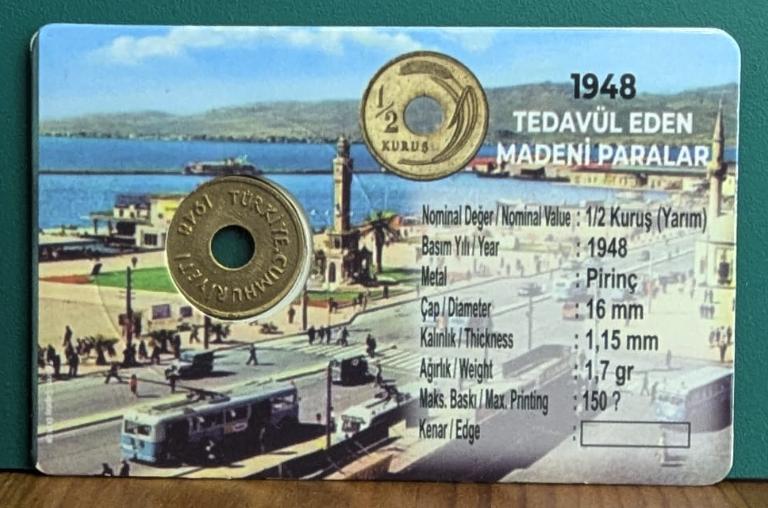 1948
TEDAVÜL EDEN
MADENİ PARALAR
1/2
KURUŞ
TÜRKİYE CUMHURİYETİ 1948
Nominal Değer / Nominal Value : 1/2 Kuruş (Yarım)
Basım Yılı / Year : 1948
Metal : Pirinç
Çap / Diameter : 16 mm
Kalınlık / Thickness : 1,15 mm
Ağırlık / Weight : 1,7 gr
Maks. Baskı / Max. Printing : 150 ?
Kenar / Edge :